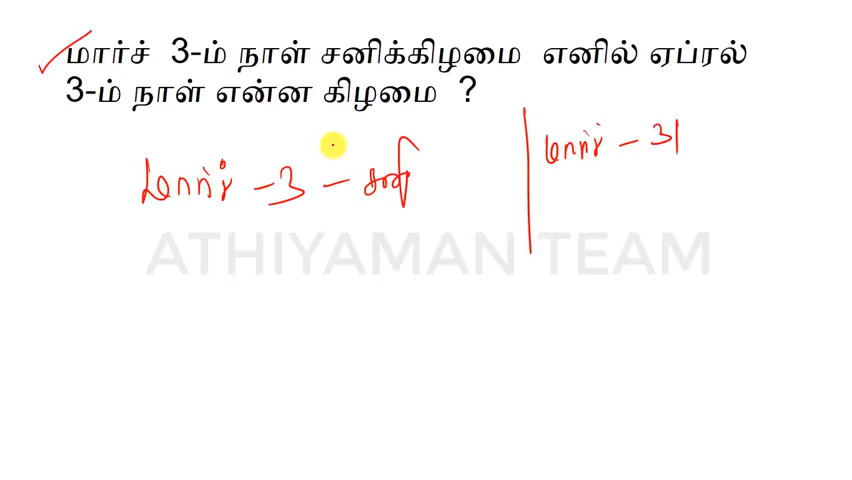 மார்ச் 3-ம் நாள் சனிக்கிழமை எனில் ஏப்ரல்
3-ம் நாள் என்ன கிழமை ?
மார்ச் - 3 - சனி
மார்ச் - 31
ATHIYAMAN TEAM